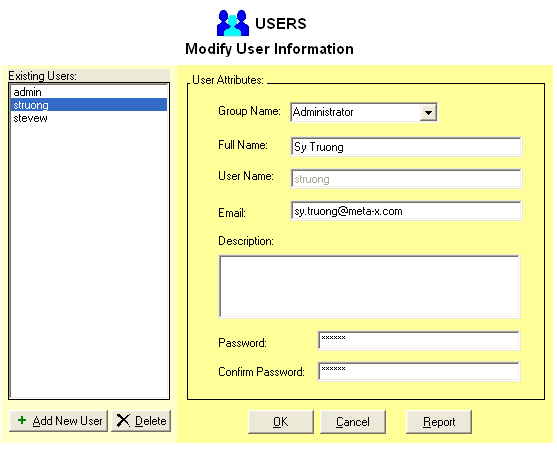 USERS
Modify User Information
Existing Users:
admin
struong
stevew
Add New User
Delete
User Attributes:
Group Name: Administrator
Full Name: Sy Truong
User Name: struong
Email: sy.truong@meta-x.com
Description:
Password: ******
Confirm Password: ******
OK
Cancel
Report